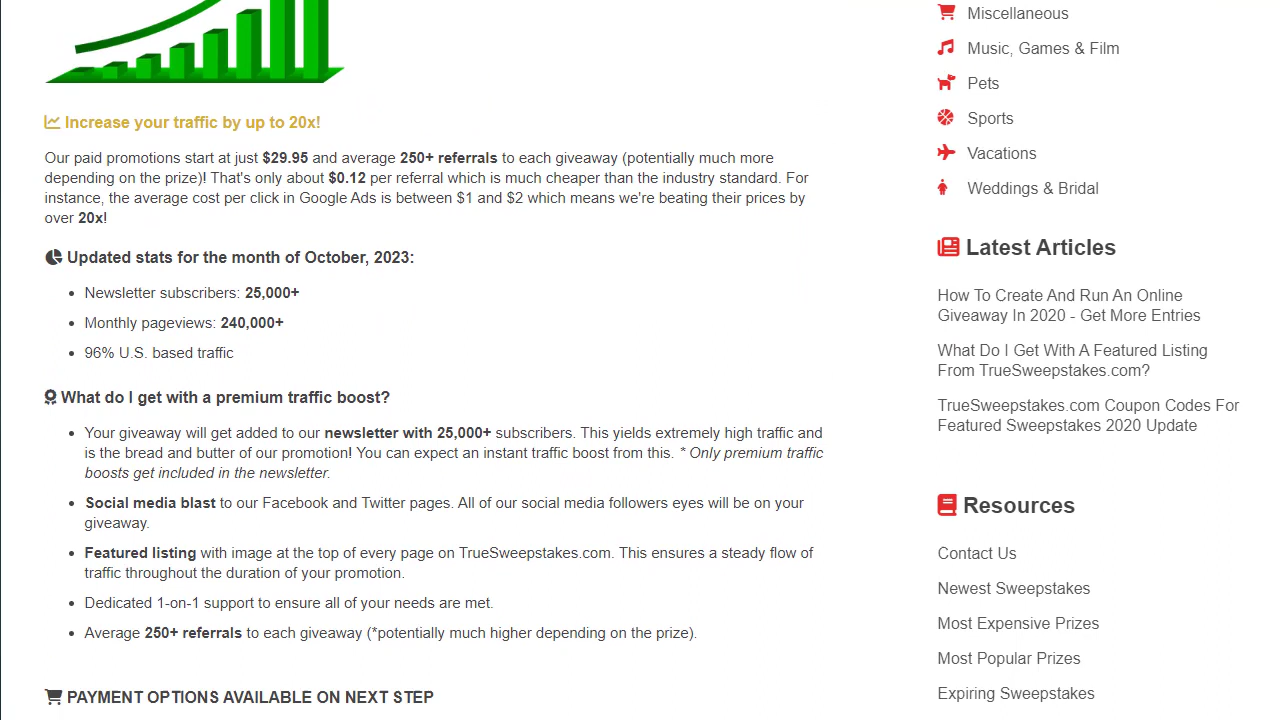 Increase your traffic by up to 20x!
Our paid promotions start at just $29.95 and average 250+ referrals to each giveaway (potentially much more
depending on the prize)! That's only about $0.12 per referral which is much cheaper than the industry standard. For
instance, the average cost per click in Google Ads is between $1 and $2 which means we're beating their prices by
over 20x!
Updated stats for the month of October, 2023:
Newsletter subscribers: 25,000+
Monthly pageviews: 240,000+
96% U.S. based traffic
What do I get with a premium traffic boost?
Your giveaway will get added to our newsletter with 25,000+ subscribers. This yields extremely high traffic and
is the bread and butter of our promotion! You can expect an instant traffic boost from this. * Only premium traffic
boosts get included in the newsletter.
Social media blast to our Facebook and Twitter pages. All of our social media followers eyes will be on your
giveaway.
Featured listing with image at the top of every page on TrueSweepstakes.com. This ensures a steady flow of
traffic throughout the duration of your promotion.
Dedicated 1-on-1 support to ensure all of your needs are met.
Average 250+ referrals to each giveaway (*potentially much higher depending on the prize).
PAYMENT OPTIONS AVAILABLE ON NEXT STEP
Miscellaneous
Music, Games & Film
Pets
Sports
Vacations
Weddings & Bridal
Latest Articles
How To Create And Run An Online
Giveaway In 2020 - Get More Entries
What Do I Get With A Featured Listing
From TrueSweepstakes.com?
TrueSweepstakes.com Coupon Codes For
Featured Sweepstakes 2020 Update
Resources
Contact Us
Newest Sweepstakes
Most Expensive Prizes
Most Popular Prizes
Expiring Sweepstakes